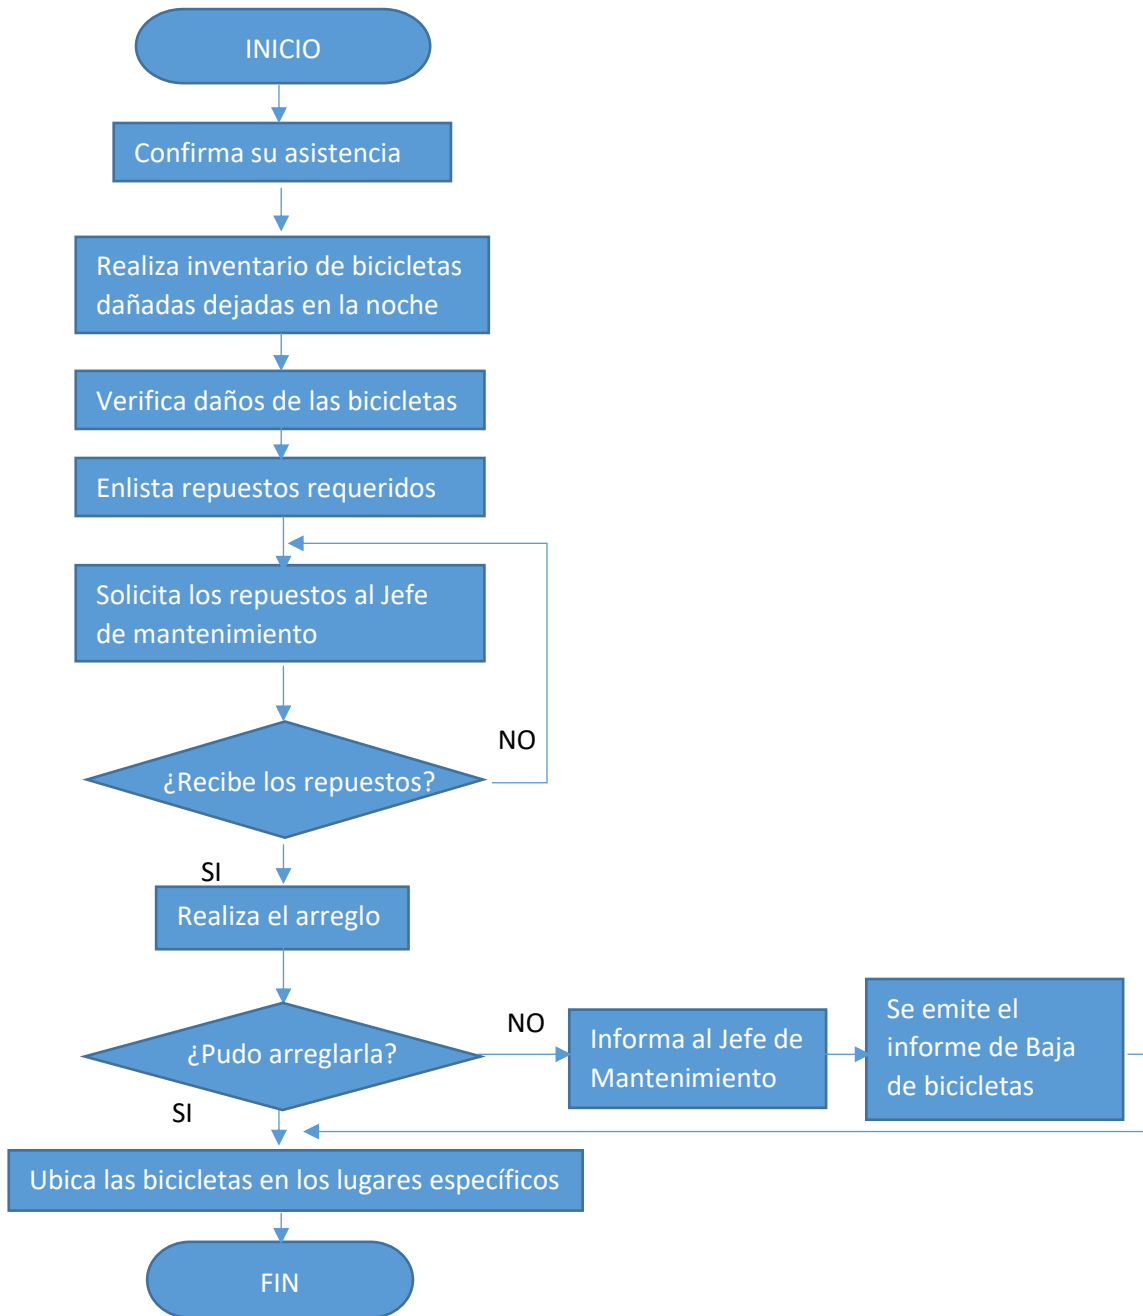 INICIO
Confirma su asistencia
Realiza inventario de bicicletas
dañadas dejadas en la noche
Verifica daños de las bicicletas
Enlista repuestos requeridos
Solicita los repuestos al Jefe
de mantenimiento
NO
¿Recibe los repuestos?
SI
Realiza el arreglo
¿Pudo arreglarla?
NO
Informa al Jefe de
Mantenimiento
Se emite el
informe de Baja
de bicicletas
SI
Ubica las bicicletas en los lugares específicos
FIN